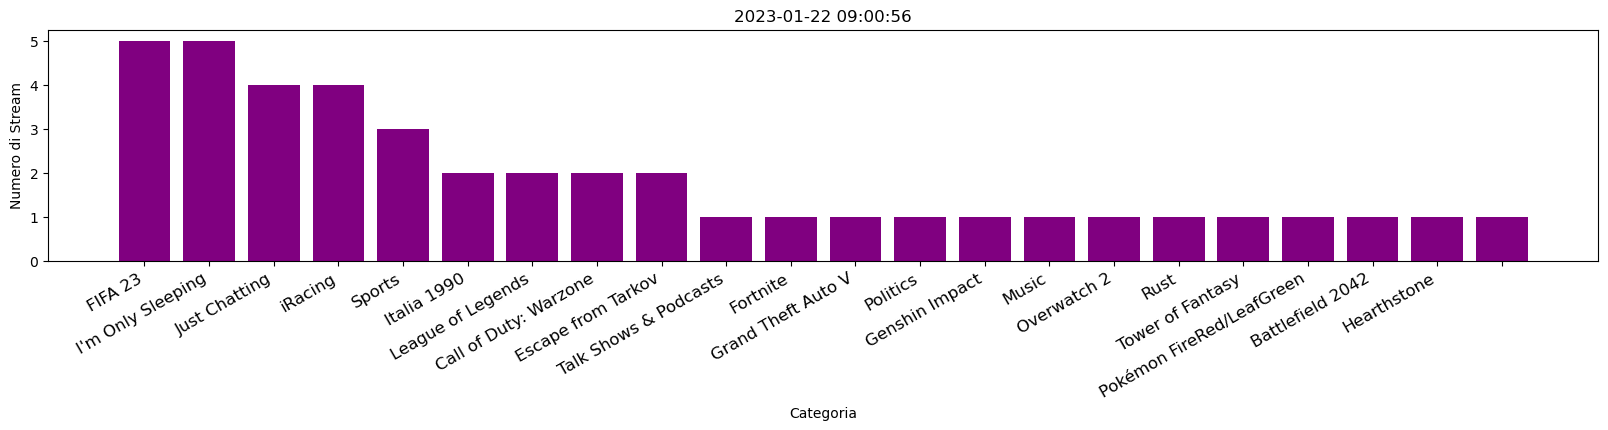 2023-01-22 09:00:56
Numero di Stream
5
4
3
2
1
0
FIFA 23
I'm Only Sleeping
Just Chatting
iRacing
Sports
Italia 1990
League of Legends
Call of Duty: Warzone
Escape from Tarkov
Talk Shows & Podcasts
Fortnite
Grand Theft Auto V
Politics
Genshin Impact
Music
Overwatch 2
Rust
Tower of Fantasy
Pokémon FireRed/LeafGreen
Battlefield 2042
Hearthstone
Categoria